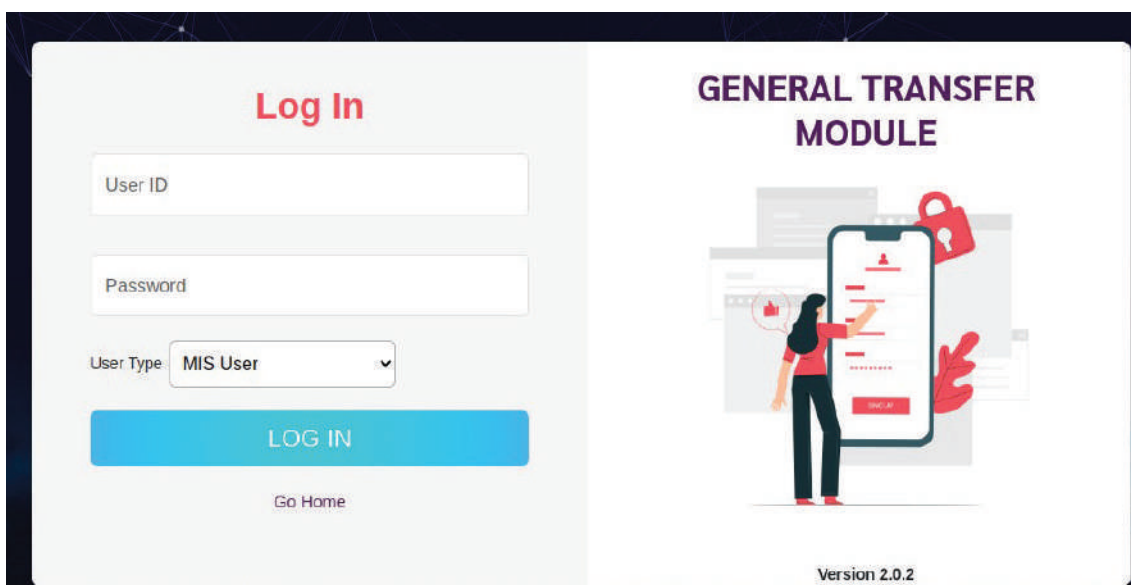 Log In
User ID
Password
User Type MIS User
LOG IN
Go Home
GENERAL TRANSFER
MODULE
Version 2.0.2